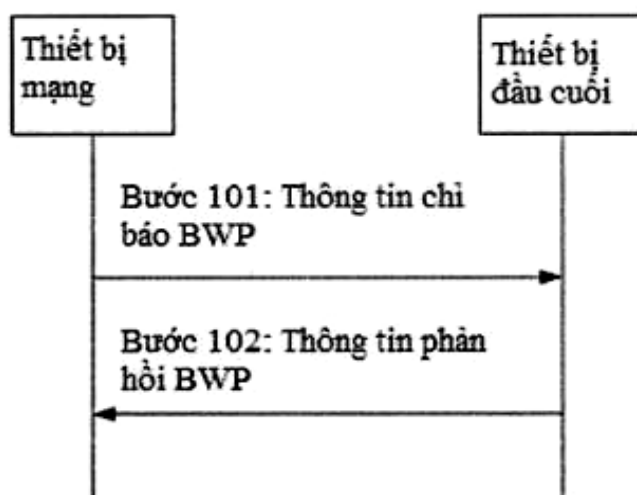 Thiết bị
mạng
Thiết bị
đầu cuối
Bước 101: Thông tin chỉ
báo BWP
Bước 102: Thông tin phản
hồi BWP